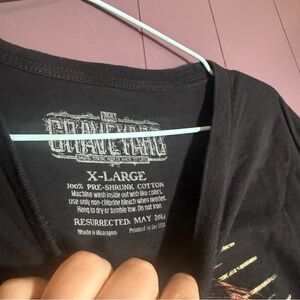 GRAVEYARD
X-LARGE
100% PRE-SHRUNK COTTON
Machine wash inside out with like colors.
Use only non-chlorine bleach when needed.
Hang to dry or tumble low. Do not iron.
RESURRECTED: MAY 2014
Made in Nicaragua Printed in the USA